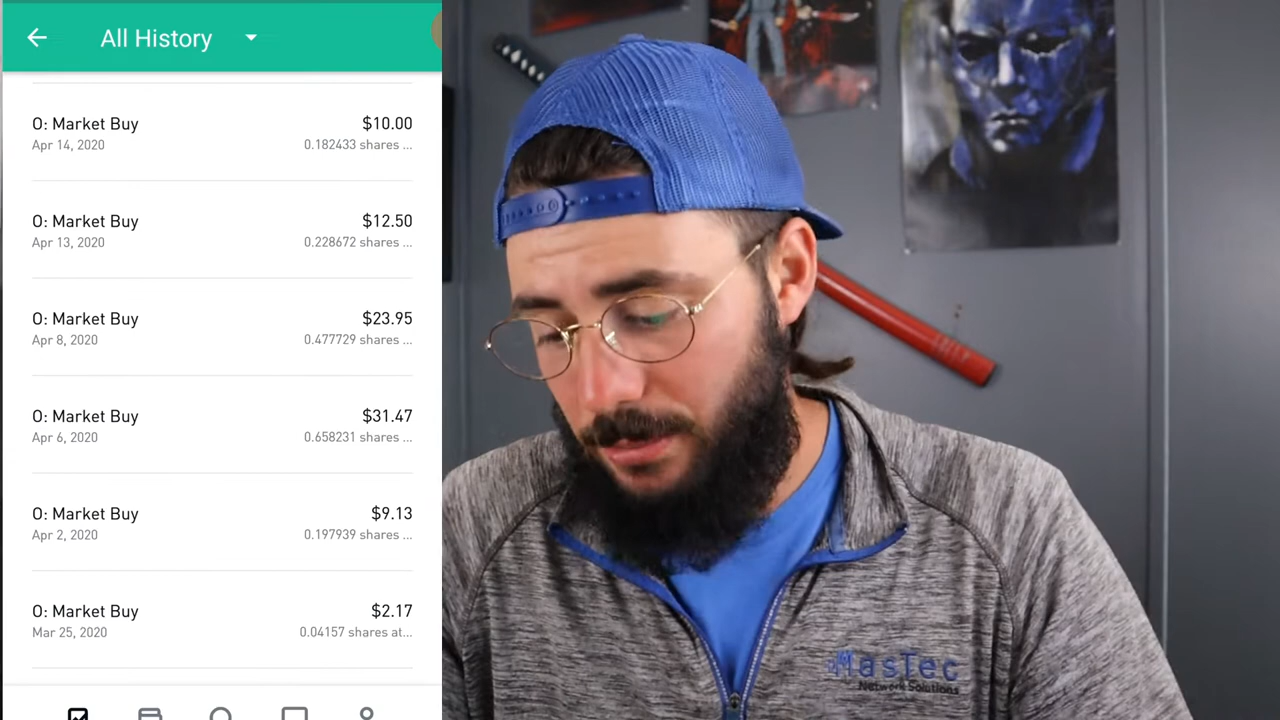 All History
O: Market Buy
$10.00
Apr 14, 2020
0.182433 shares ...
O: Market Buy
$12.50
Apr 13, 2020
0.228672 shares ...
O: Market Buy
$23.95
Apr 8, 2020
0.477729 shares ...
O: Market Buy
$31.47
Apr 6, 2020
0.658231 shares ...
O: Market Buy
$9.13
Apr 2, 2020
0.197939 shares ...
O: Market Buy
$2.17
Mar 25, 2020
0.04157 shares at...
MasTec
Network Solutions